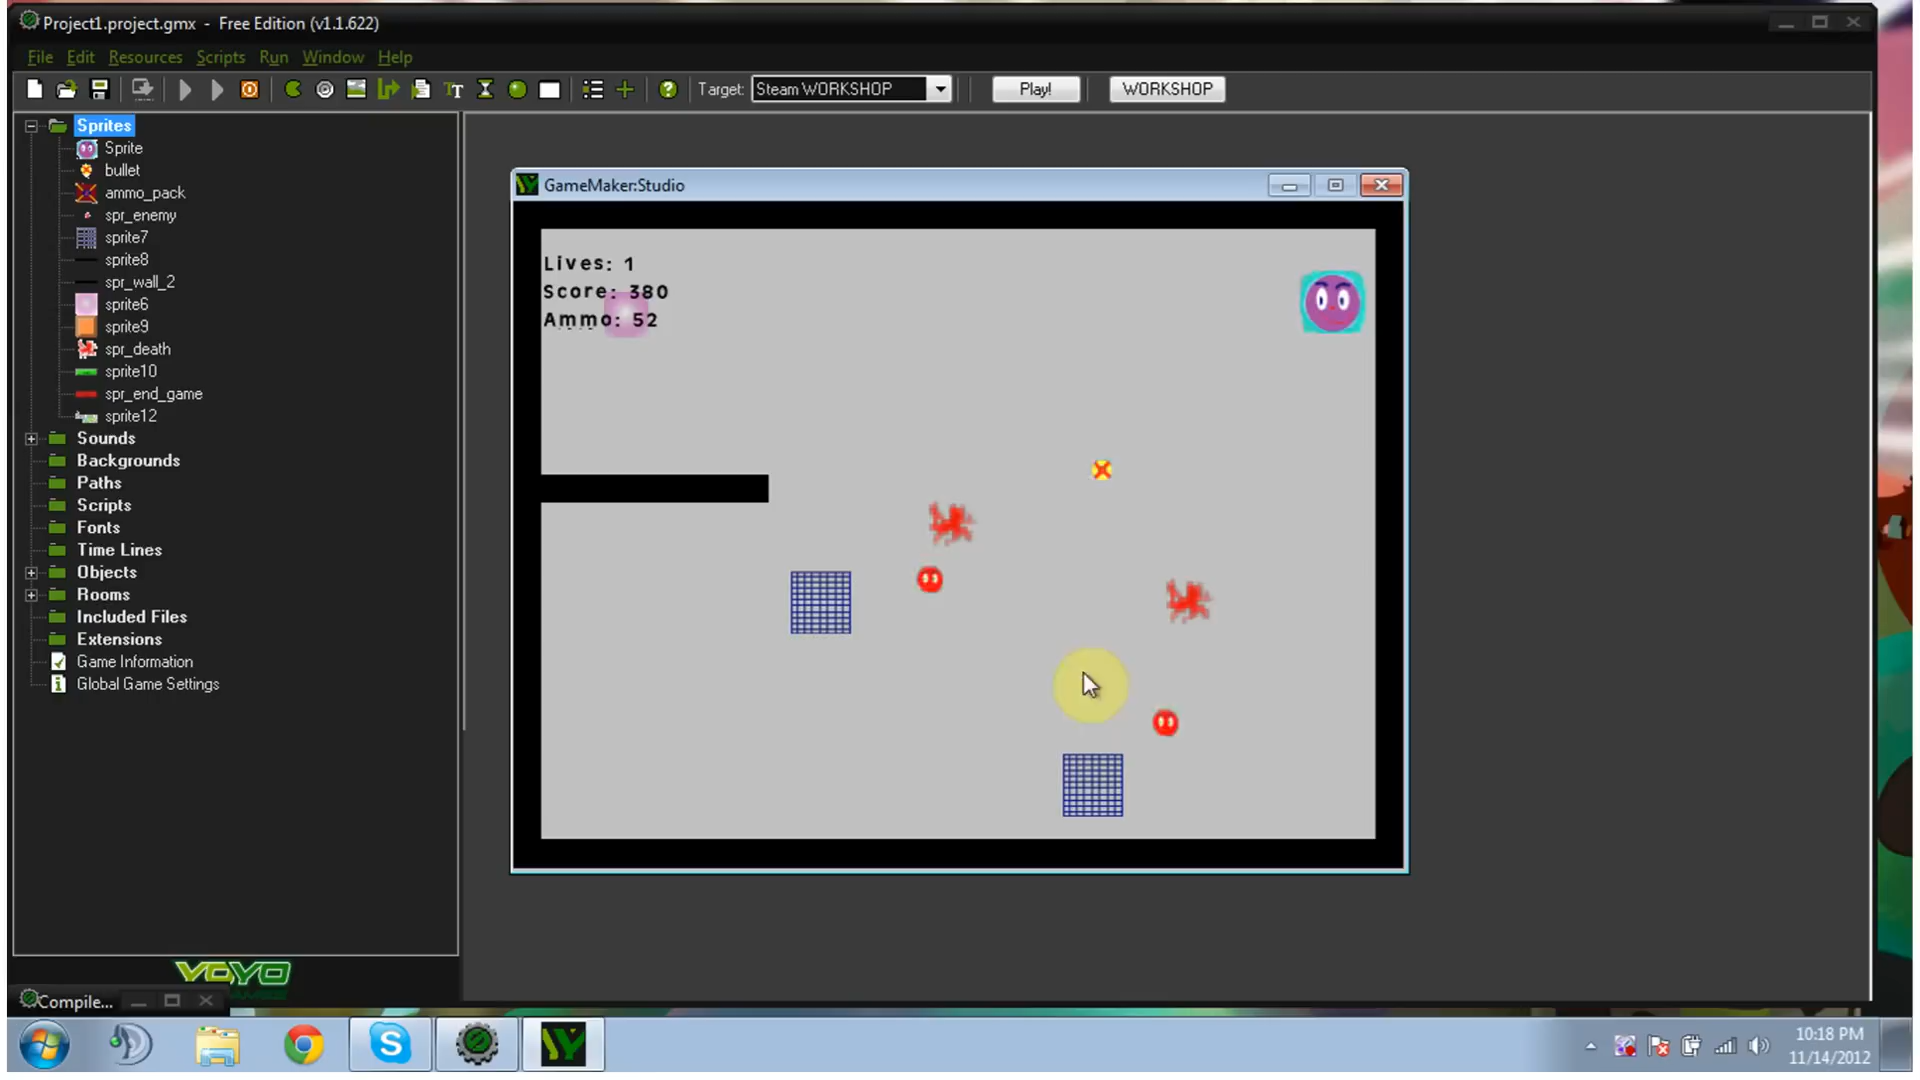 Project1.project.gmx - Free Edition (v1.1.622)
File Edit Resources Scripts Run Window Help
Target: Steam WORKSHOP Play! WORKSHOP
Sprites
Sprite
bullet
ammo_pack
spr_enemy
sprite7
sprite8
spr_wall_2
sprite6
sprite9
spr_death
sprite10
spr_end_game
sprite12
Sounds
Backgrounds
Paths
Scripts
Fonts
Time Lines
Objects
Rooms
Included Files
Extensions
Game Information
Global Game Settings
GameMaker:Studio
Lives: 1
Score: 380
Ammo: 52
YOYO
Compile...
10:18 PM
11/14/2012